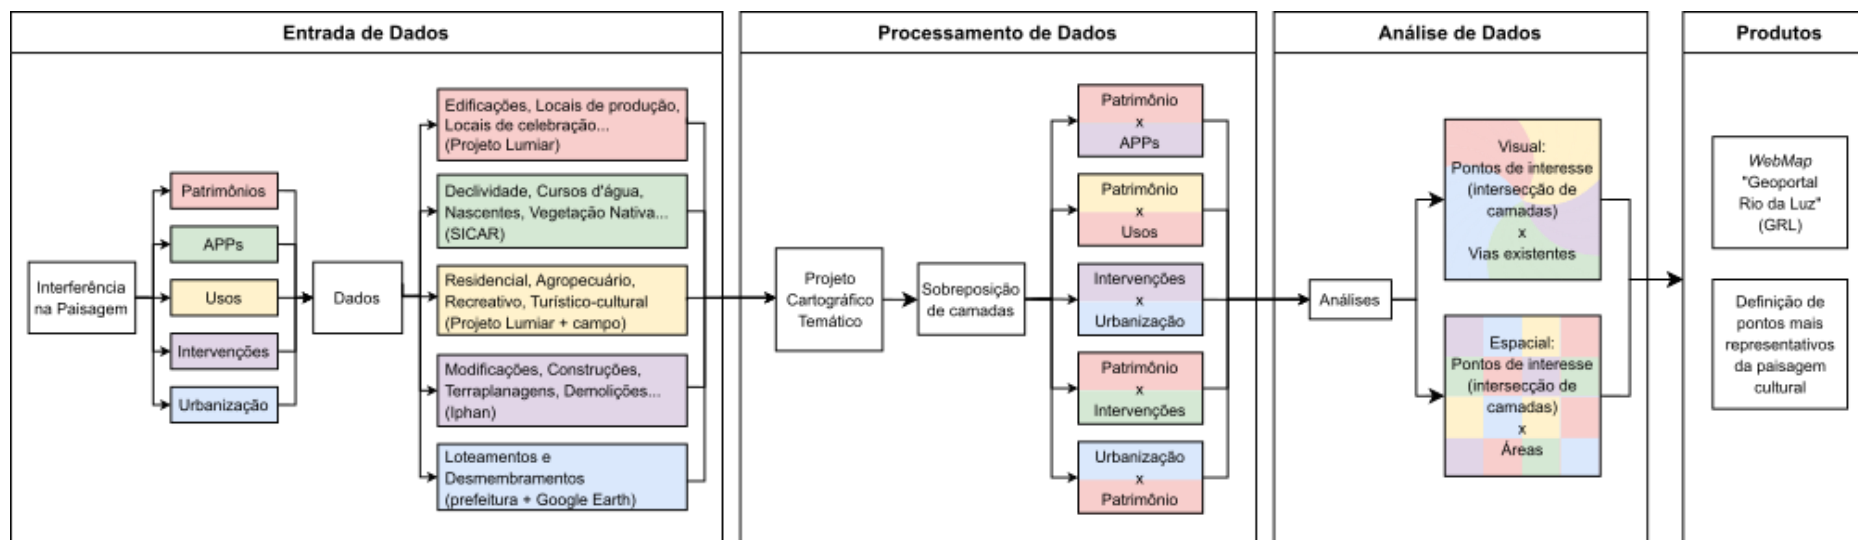 Entrada de Dados
Interferência
na Paisagem
Patrimônios
APPs
Usos
Intervenções
Urbanização
Dados
Edificações, Locais de produção,
Locais de celebração...
(Projeto Lumiar)
Declividade, Cursos d'água,
Nascentes, Vegetação Nativa...
(SICAR)
Residencial, Agropecuário,
Recreativo, Turístico-cultural
(Projeto Lumiar + campo)
Modificações, Construções,
Terraplanagens, Demolições...
(Iphan)
Loteamentos e
Desmembramentos
(prefeitura + Google Earth)
Processamento de Dados
Projeto
Cartográfico
Temático
Sobreposição
de camadas
Patrimônio
x
APPs
Patrimônio
x
Usos
Intervenções
x
Urbanização
Patrimônio
x
Intervenções
Urbanização
x
Patrimônio
Análise de Dados
Análises
Visual:
Pontos de interesse
(intersecção de
camadas)
x
Vias existentes
Espacial:
Pontos de interesse
(intersecção de
camadas)
x
Áreas
Produtos
WebMap
"Geoportal
Rio da Luz"
(GRL)
Definição de
pontos mais
representativos
da paisagem
cultural